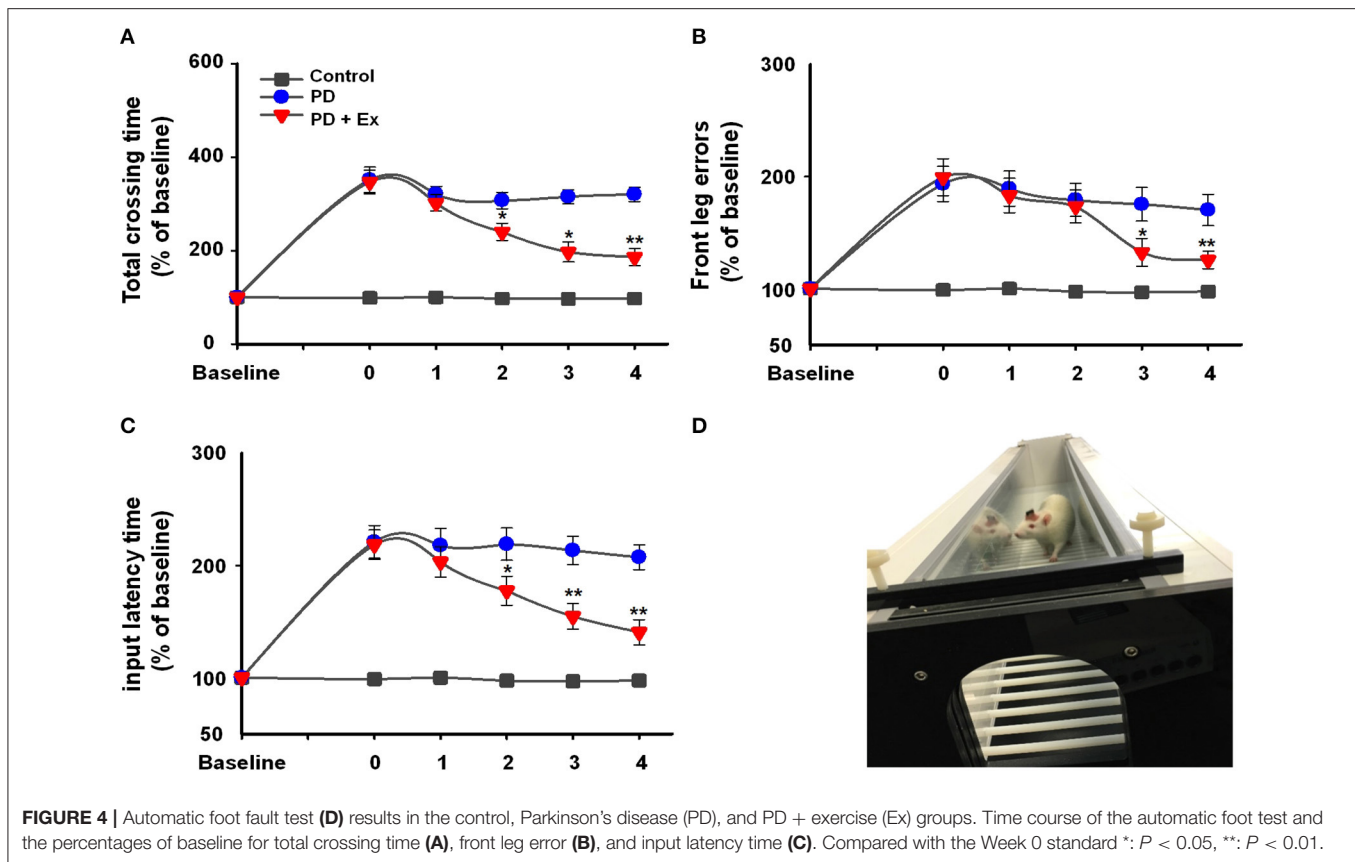 A
600
400
200
0
Total crossing time
(% of baseline)
Control
PD
PD + Ex
*
*
**
Baseline 0 1 2 3 4
B
300
200
100
50
Front leg errors
(% of baseline)
*
**
Baseline 0 1 2 3 4
C
300
200
100
50
input latency time
(% of baseline)
*
**
**
Baseline 0 1 2 3 4
D
FIGURE 4 | Automatic foot fault test (D) results in the control, Parkinson's disease (PD), and PD + exercise (Ex) groups. Time course of the automatic foot test and
the percentages of baseline for total crossing time (A), front leg error (B), and input latency time (C). Compared with the Week 0 standard *: P < 0.05, **: P < 0.01.